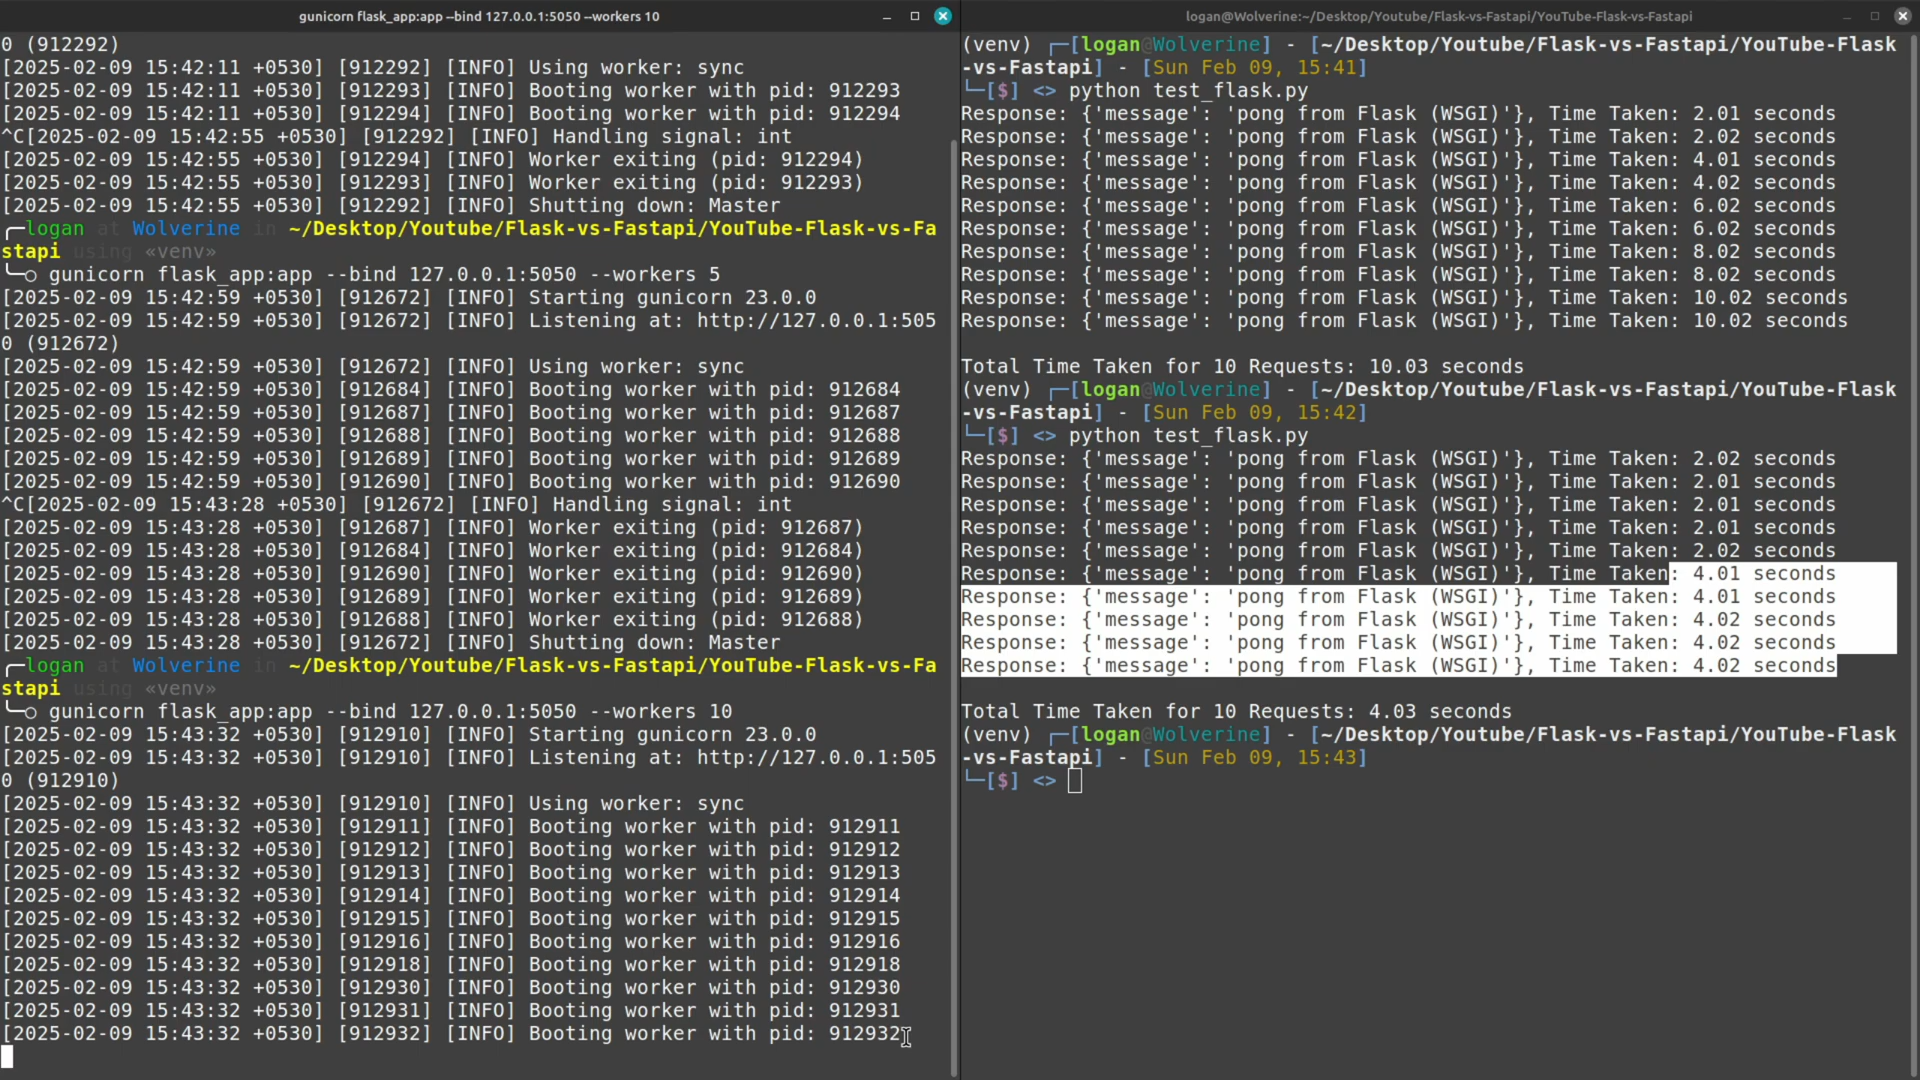 gunicorn flask_app:app --bind 127.0.0.1:5050 --workers 10
0 (912292)
[2025-02-09 15:42:11 +0530] [912292] [INFO] Using worker: sync
[2025-02-09 15:42:11 +0530] [912293] [INFO] Booting worker with pid: 912293
[2025-02-09 15:42:11 +0530] [912294] [INFO] Booting worker with pid: 912294
^C[2025-02-09 15:42:55 +0530] [912292] [INFO] Handling signal: int
[2025-02-09 15:42:55 +0530] [912294] [INFO] Worker exiting (pid: 912294)
[2025-02-09 15:42:55 +0530] [912293] [INFO] Worker exiting (pid: 912293)
[2025-02-09 15:42:55 +0530] [912292] [INFO] Shutting down: Master
╭─logan at Wolverine in ~/Desktop/Youtube/Flask-vs-Fastapi/YouTube-Flask-vs-Fa
stapi using «venv»
╰─○ gunicorn flask_app:app --bind 127.0.0.1:5050 --workers 5
[2025-02-09 15:42:59 +0530] [912672] [INFO] Starting gunicorn 23.0.0
[2025-02-09 15:42:59 +0530] [912672] [INFO] Listening at: http://127.0.0.1:505
0 (912672)
[2025-02-09 15:42:59 +0530] [912672] [INFO] Using worker: sync
[2025-02-09 15:42:59 +0530] [912684] [INFO] Booting worker with pid: 912684
[2025-02-09 15:42:59 +0530] [912687] [INFO] Booting worker with pid: 912687
[2025-02-09 15:42:59 +0530] [912688] [INFO] Booting worker with pid: 912688
[2025-02-09 15:42:59 +0530] [912689] [INFO] Booting worker with pid: 912689
[2025-02-09 15:42:59 +0530] [912690] [INFO] Booting worker with pid: 912690
^C[2025-02-09 15:43:28 +0530] [912672] [INFO] Handling signal: int
[2025-02-09 15:43:28 +0530] [912687] [INFO] Worker exiting (pid: 912687)
[2025-02-09 15:43:28 +0530] [912684] [INFO] Worker exiting (pid: 912684)
[2025-02-09 15:43:28 +0530] [912690] [INFO] Worker exiting (pid: 912690)
[2025-02-09 15:43:28 +0530] [912689] [INFO] Worker exiting (pid: 912689)
[2025-02-09 15:43:28 +0530] [912688] [INFO] Worker exiting (pid: 912688)
[2025-02-09 15:43:28 +0530] [912672] [INFO] Shutting down: Master
╭─logan at Wolverine in ~/Desktop/Youtube/Flask-vs-Fastapi/YouTube-Flask-vs-Fa
stapi using «venv»
╰─○ gunicorn flask_app:app --bind 127.0.0.1:5050 --workers 10
[2025-02-09 15:43:32 +0530] [912910] [INFO] Starting gunicorn 23.0.0
[2025-02-09 15:43:32 +0530] [912910] [INFO] Listening at: http://127.0.0.1:505
0 (912910)
[2025-02-09 15:43:32 +0530] [912910] [INFO] Using worker: sync
[2025-02-09 15:43:32 +0530] [912911] [INFO] Booting worker with pid: 912911
[2025-02-09 15:43:32 +0530] [912912] [INFO] Booting worker with pid: 912912
[2025-02-09 15:43:32 +0530] [912913] [INFO] Booting worker with pid: 912913
[2025-02-09 15:43:32 +0530] [912914] [INFO] Booting worker with pid: 912914
[2025-02-09 15:43:32 +0530] [912915] [INFO] Booting worker with pid: 912915
[2025-02-09 15:43:32 +0530] [912916] [INFO] Booting worker with pid: 912916
[2025-02-09 15:43:32 +0530] [912918] [INFO] Booting worker with pid: 912918
[2025-02-09 15:43:32 +0530] [912930] [INFO] Booting worker with pid: 912930
[2025-02-09 15:43:32 +0530] [912931] [INFO] Booting worker with pid: 912931
[2025-02-09 15:43:32 +0530] [912932] [INFO] Booting worker with pid: 912932
logan@Wolverine:~/Desktop/Youtube/Flask-vs-Fastapi/YouTube-Flask-vs-Fastapi
(venv) ┌─[logan@Wolverine] - [~/Desktop/Youtube/Flask-vs-Fastapi/YouTube-Flask
-vs-Fastapi] - [Sun Feb 09, 15:41]
└─[$] <> python test_flask.py
Response: {'message': 'pong from Flask (WSGI)'}, Time Taken: 2.01 seconds
Response: {'message': 'pong from Flask (WSGI)'}, Time Taken: 2.02 seconds
Response: {'message': 'pong from Flask (WSGI)'}, Time Taken: 4.01 seconds
Response: {'message': 'pong from Flask (WSGI)'}, Time Taken: 4.02 seconds
Response: {'message': 'pong from Flask (WSGI)'}, Time Taken: 6.02 seconds
Response: {'message': 'pong from Flask (WSGI)'}, Time Taken: 6.02 seconds
Response: {'message': 'pong from Flask (WSGI)'}, Time Taken: 8.02 seconds
Response: {'message': 'pong from Flask (WSGI)'}, Time Taken: 8.02 seconds
Response: {'message': 'pong from Flask (WSGI)'}, Time Taken: 10.02 seconds
Response: {'message': 'pong from Flask (WSGI)'}, Time Taken: 10.02 seconds
Total Time Taken for 10 Requests: 10.03 seconds
(venv) ┌─[logan@Wolverine] - [~/Desktop/Youtube/Flask-vs-Fastapi/YouTube-Flask
-vs-Fastapi] - [Sun Feb 09, 15:42]
└─[$] <> python test_flask.py
Response: {'message': 'pong from Flask (WSGI)'}, Time Taken: 2.02 seconds
Response: {'message': 'pong from Flask (WSGI)'}, Time Taken: 2.01 seconds
Response: {'message': 'pong from Flask (WSGI)'}, Time Taken: 2.01 seconds
Response: {'message': 'pong from Flask (WSGI)'}, Time Taken: 2.01 seconds
Response: {'message': 'pong from Flask (WSGI)'}, Time Taken: 2.02 seconds
Response: {'message': 'pong from Flask (WSGI)'}, Time Taken: 4.01 seconds
Response: {'message': 'pong from Flask (WSGI)'}, Time Taken: 4.01 seconds
Response: {'message': 'pong from Flask (WSGI)'}, Time Taken: 4.02 seconds
Response: {'message': 'pong from Flask (WSGI)'}, Time Taken: 4.02 seconds
Response: {'message': 'pong from Flask (WSGI)'}, Time Taken: 4.02 seconds
Total Time Taken for 10 Requests: 4.03 seconds
(venv) ┌─[logan@Wolverine] - [~/Desktop/Youtube/Flask-vs-Fastapi/YouTube-Flask
-vs-Fastapi] - [Sun Feb 09, 15:43]
└─[$] <>